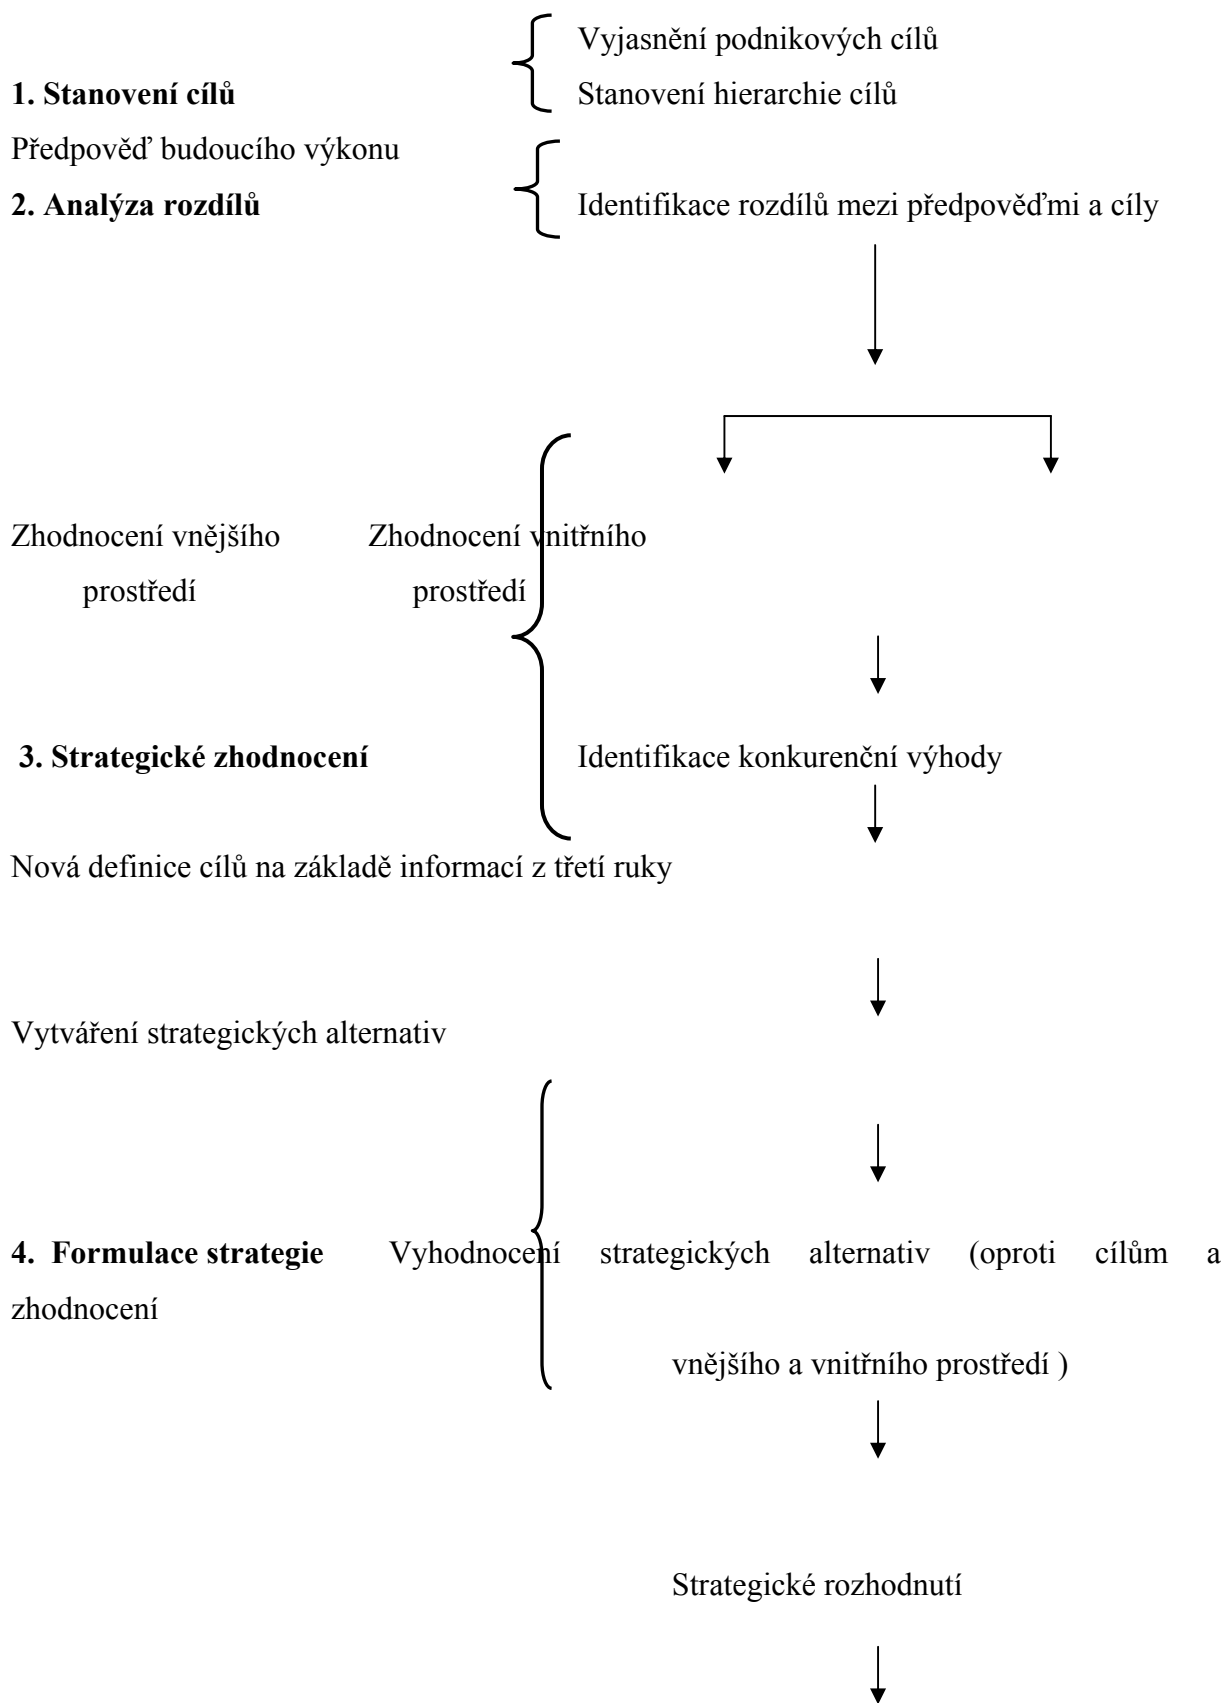 Vyjasnění podnikových cílů
1. Stanovení cílů Stanovení hierarchie cílů
Předpověď budoucího výkonu
2. Analýza rozdílů Identifikace rozdílů mezi předpověďmi a cíly
Zhodnocení vnějšího Zhodnocení vnitřního
prostředí prostředí
3. Strategické zhodnocení Identifikace konkurenční výhody
Nová definice cílů na základě informací z třetí ruky
Vytváření strategických alternativ
4. Formulace strategie Vyhodnocení strategických alternativ (oproti cílům a
zhodnocení
vnějšího a vnitřního prostředí )
Strategické rozhodnutí